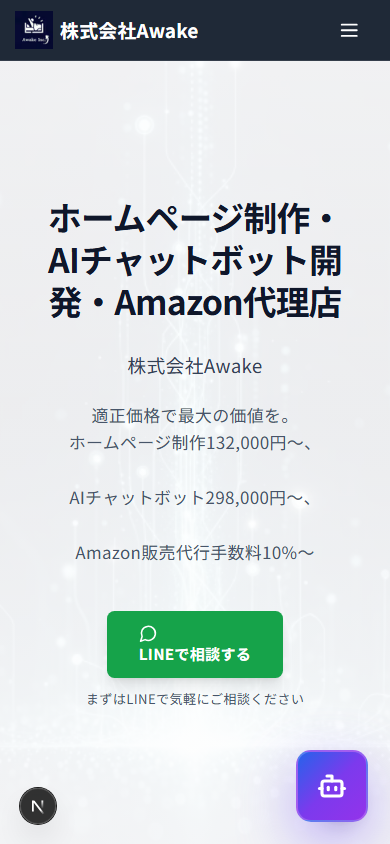 株式会社Awake
ホームページ制作・
AIチャットボット開
発・Amazon代理店
株式会社Awake
適正価格で最大の価値を。
ホームページ制作132,000円〜、
AIチャットボット298,000円〜、
Amazon販売代行手数料10%〜
LINEで相談する
まずはLINEで気軽にご相談ください
N